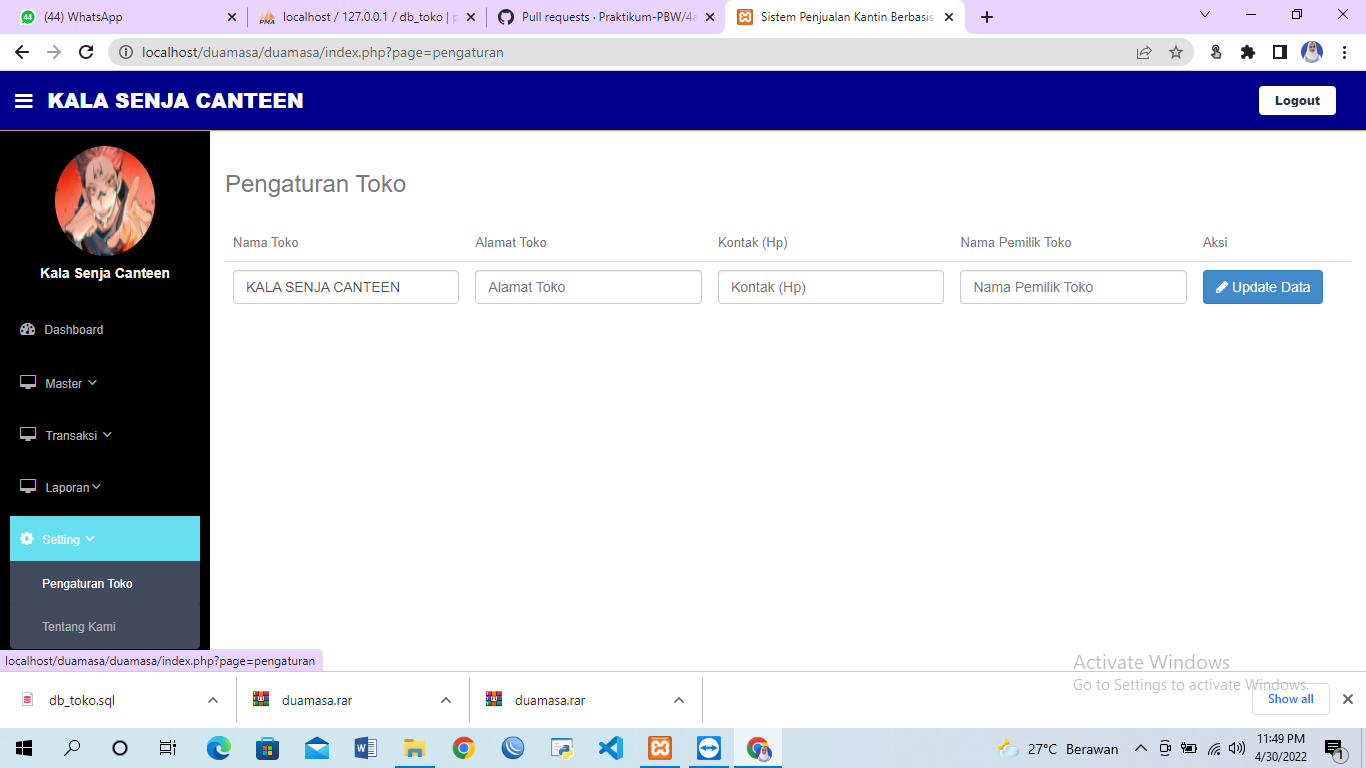 44
(44) WhatsApp
PMA
localhost / 127.0.0.1 / db_toko | p
Pull requests · Praktikum-PBW/4a
Sistem Penjualan Kantin Berbasis
localhost/duamasa/duamasa/index.php?page=pengaturan
KALA SENJA CANTEEN
Logout
Kala Senja Canteen
Dashboard
Master
Transaksi
Laporan
Setting
Pengaturan Toko
Tentang Kami
Pengaturan Toko
Nama Toko Alamat Toko Kontak (Hp) Nama Pemilik Toko Aksi
KALA SENJA CANTEEN Alamat Toko Kontak (Hp) Nama Pemilik Toko Update Data
localhost/duamasa/duamasa/index.php?page=pengaturan
Activate Windows
Go to Settings to activate Windows.
db_toko.sql
duamasa.rar
duamasa.rar
Show all
27°C Berawan
11:49 PM
4/30/2022
1